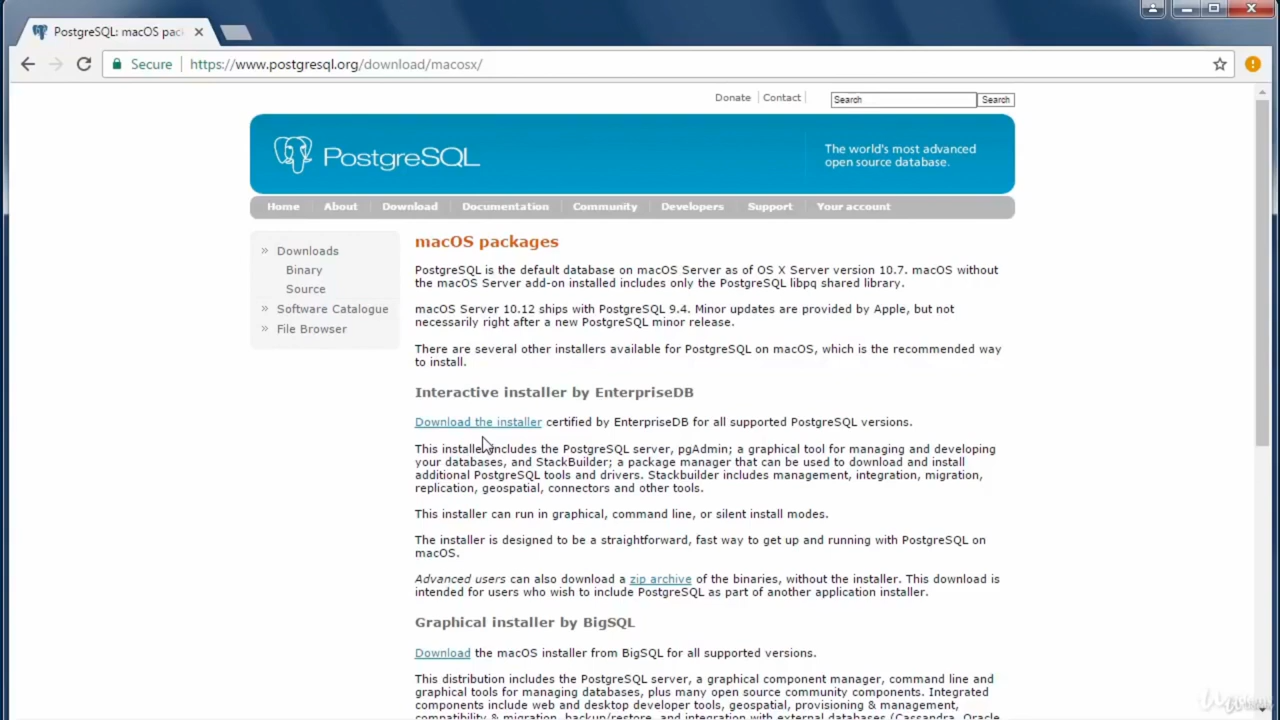 PostgreSQL: macOS pac
Secure
https://www.postgresql.org/download/macosx/
Donate
Contact
Search
Search
PostgreSQL
The world's most advanced
open source database.
Home
About
Download
Documentation
Community
Developers
Support
Your account
» Downloads
Binary
Source
» Software Catalogue
» File Browser
macOS packages
PostgreSQL is the default database on macOS Server as of OS X Server version 10.7. macOS without
the macOS Server add-on installed includes only the PostgreSQL libpq shared library.
macOS Server 10.12 ships with PostgreSQL 9.4. Minor updates are provided by Apple, but not
necessarily right after a new PostgreSQL minor release.
There are several other installers available for PostgreSQL on macOS, which is the recommended way
to install.
Interactive installer by EnterpriseDB
Download the installer certified by EnterpriseDB for all supported PostgreSQL versions.
This installer includes the PostgreSQL server, pgAdmin; a graphical tool for managing and developing
your databases, and StackBuilder; a package manager that can be used to download and install
additional PostgreSQL tools and drivers. Stackbuilder includes management, integration, migration,
replication, geospatial, connectors and other tools.
This installer can run in graphical, command line, or silent install modes.
The installer is designed to be a straightforward, fast way to get up and running with PostgreSQL on
macOS.
Advanced users can also download a zip archive of the binaries, without the installer. This download is
intended for users who wish to include PostgreSQL as part of another application installer.
Graphical installer by BigSQL
Download the macOS installer from BigSQL for all supported versions.
This distribution includes the PostgreSQL server, a graphical component manager, command line and
graphical tools for managing databases, plus many open source community components. Integrated
components include web and desktop developer tools, geospatial, provisioning & management,
compatibility & migration, backup/restore, and integration with external databases (Cassandra, Oracle